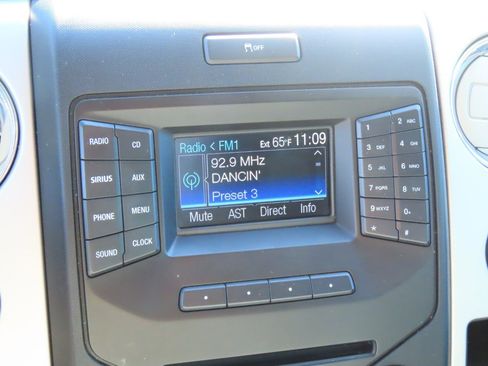 OFF
Radio < FM1 Ext 65°F 11:09
92.9 MHz
DANCIN'
Preset 3
Mute AST Direct Info
RADIO CD
SIRIUS AUX
PHONE MENU
SOUND CLOCK
1 2 ABC
3 DEF 4 GHI
5 JKL 6 MNO
7 PQRS 8 TUV
9 WXYZ 0+
* #